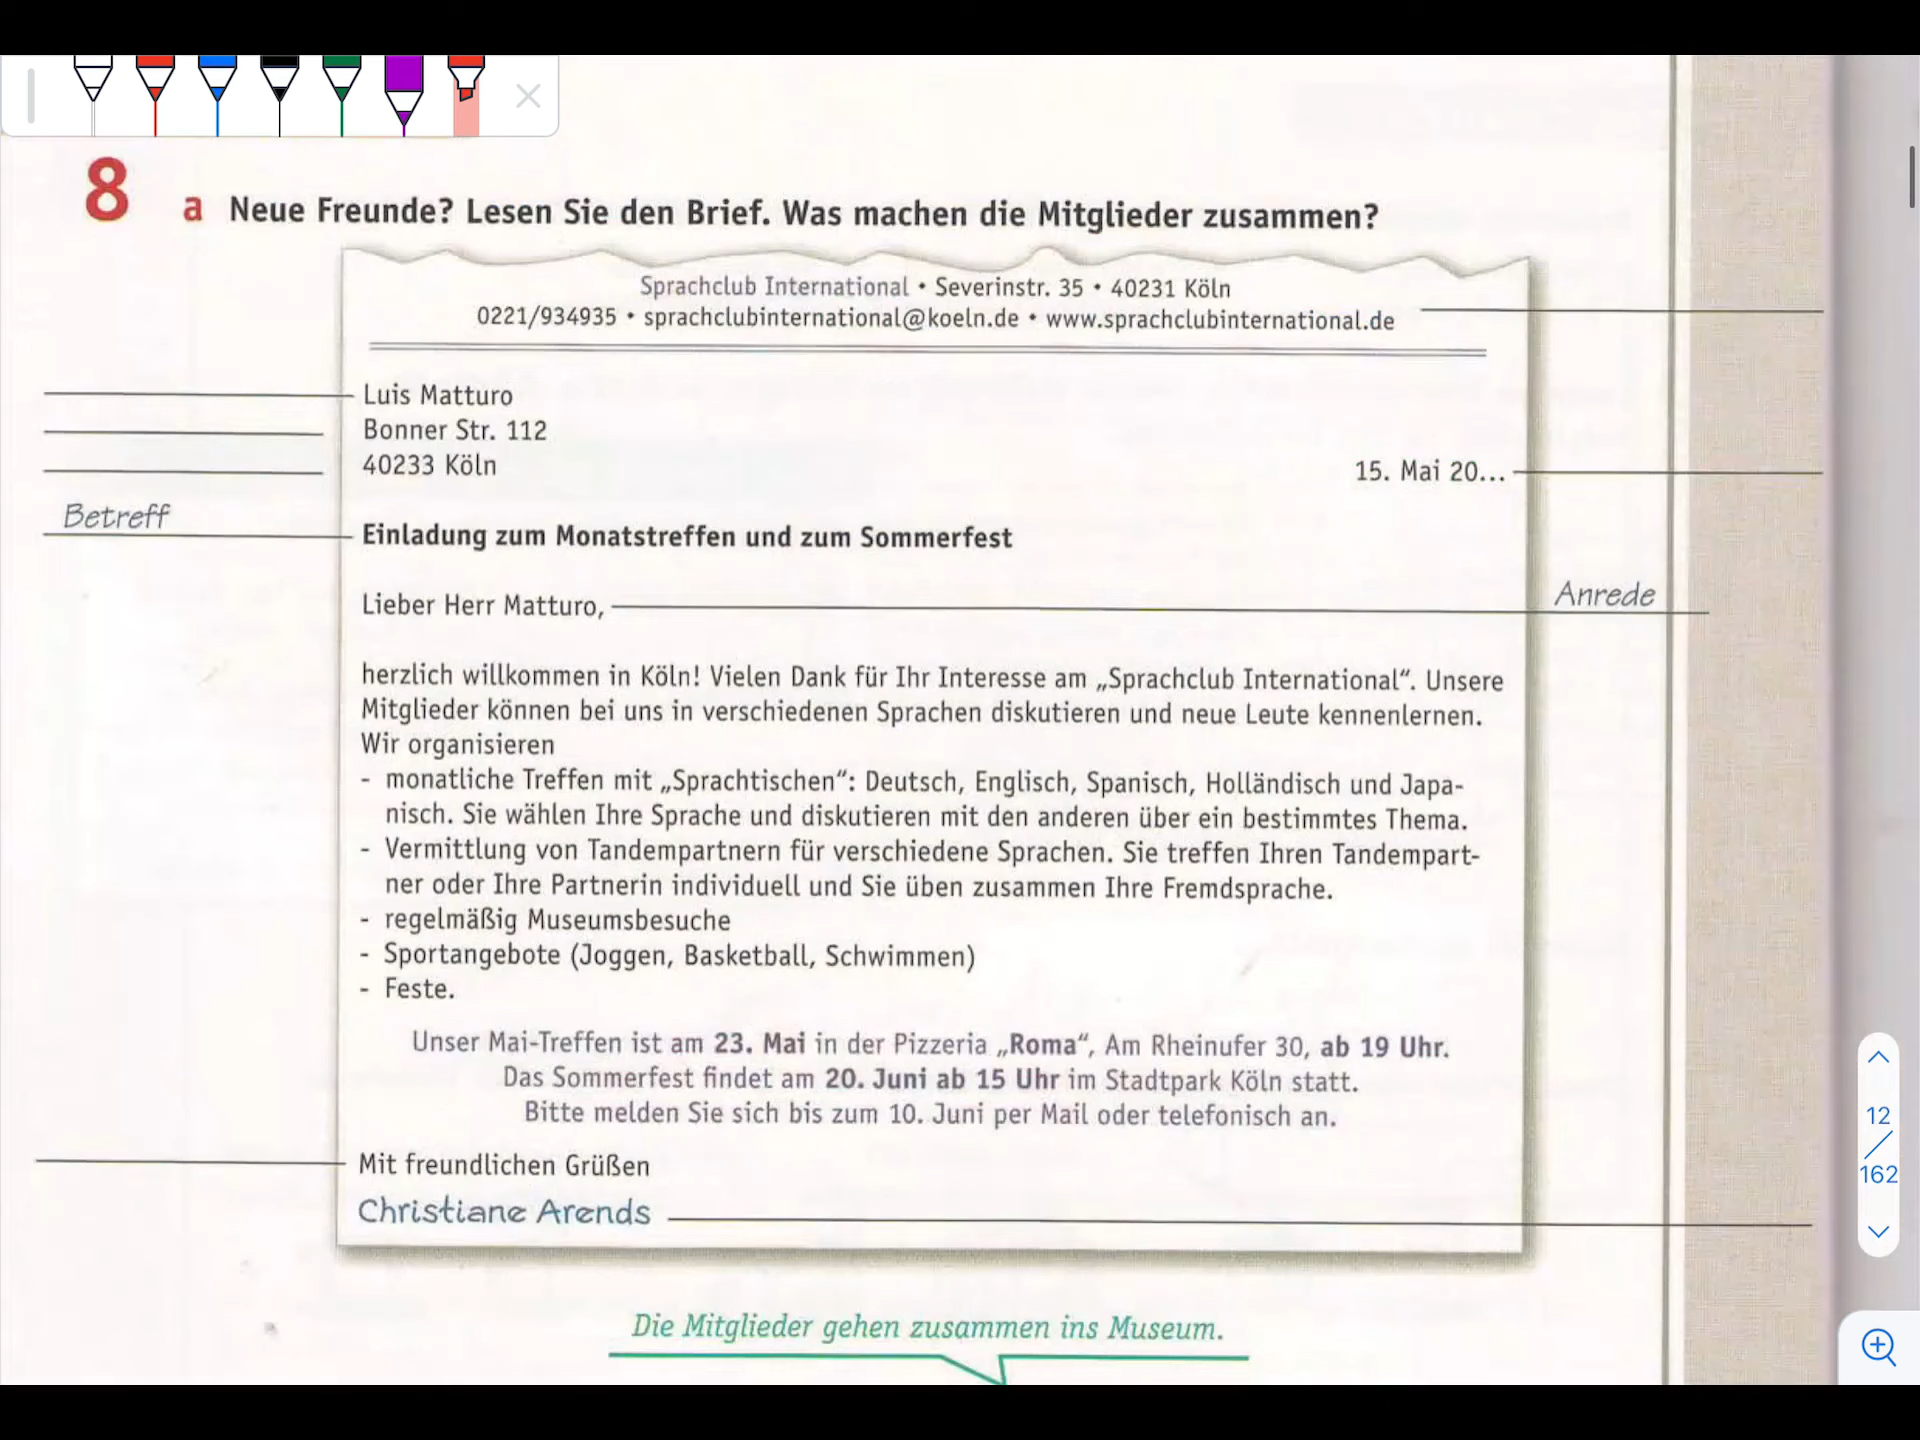 8 a Neue Freunde? Lesen Sie den Brief. Was machen die Mitglieder zusammen?
Sprachclub International • Severinstr. 35 • 40231 Köln
0221/934935 • sprachclubinternational@koeln.de • www.sprachclubinternational.de
Luis Matturo
Bonner Str. 112
40233 Köln
15. Mai 20...
Betreff
Einladung zum Monatstreffen und zum Sommerfest
Lieber Herr Matturo,
Anrede
herzlich willkommen in Köln! Vielen Dank für Ihr Interesse am „Sprachclub International“. Unsere
Mitglieder können bei uns in verschiedenen Sprachen diskutieren und neue Leute kennenlernen.
Wir organisieren
- monatliche Treffen mit „Sprachtischen“: Deutsch, Englisch, Spanisch, Holländisch und Japa-
nisch. Sie wählen Ihre Sprache und diskutieren mit den anderen über ein bestimmtes Thema.
- Vermittlung von Tandempartnern für verschiedene Sprachen. Sie treffen Ihren Tandempart-
ner oder Ihre Partnerin individuell und Sie üben zusammen Ihre Fremdsprache.
- regelmäßig Museumsbesuche
- Sportangebote (Joggen, Basketball, Schwimmen)
- Feste.
Unser Mai-Treffen ist am 23. Mai in der Pizzeria „Roma“, Am Rheinufer 30, ab 19 Uhr.
Das Sommerfest findet am 20. Juni ab 15 Uhr im Stadtpark Köln statt.
Bitte melden Sie sich bis zum 10. Juni per Mail oder telefonisch an.
Mit freundlichen Grüßen
Christiane Arends
Die Mitglieder gehen zusammen ins Museum.
12
/
162